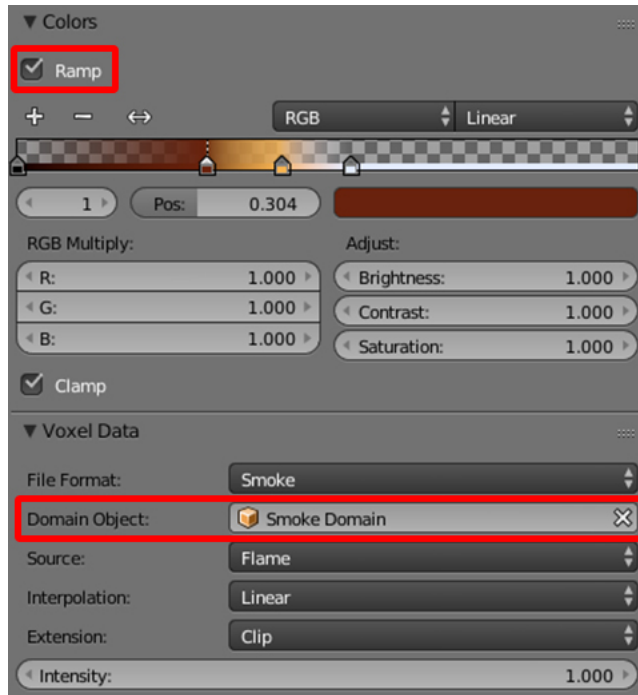 Colors
Ramp
RGB Linear
1 Pos: 0.304
RGB Multiply: Adjust:
R: 1.000 Brightness: 1.000
G: 1.000 Contrast: 1.000
B: 1.000 Saturation: 1.000
Clamp
Voxel Data
File Format: Smoke
Domain Object: Smoke Domain
Source: Flame
Interpolation: Linear
Extension: Clip
Intensity: 1.000